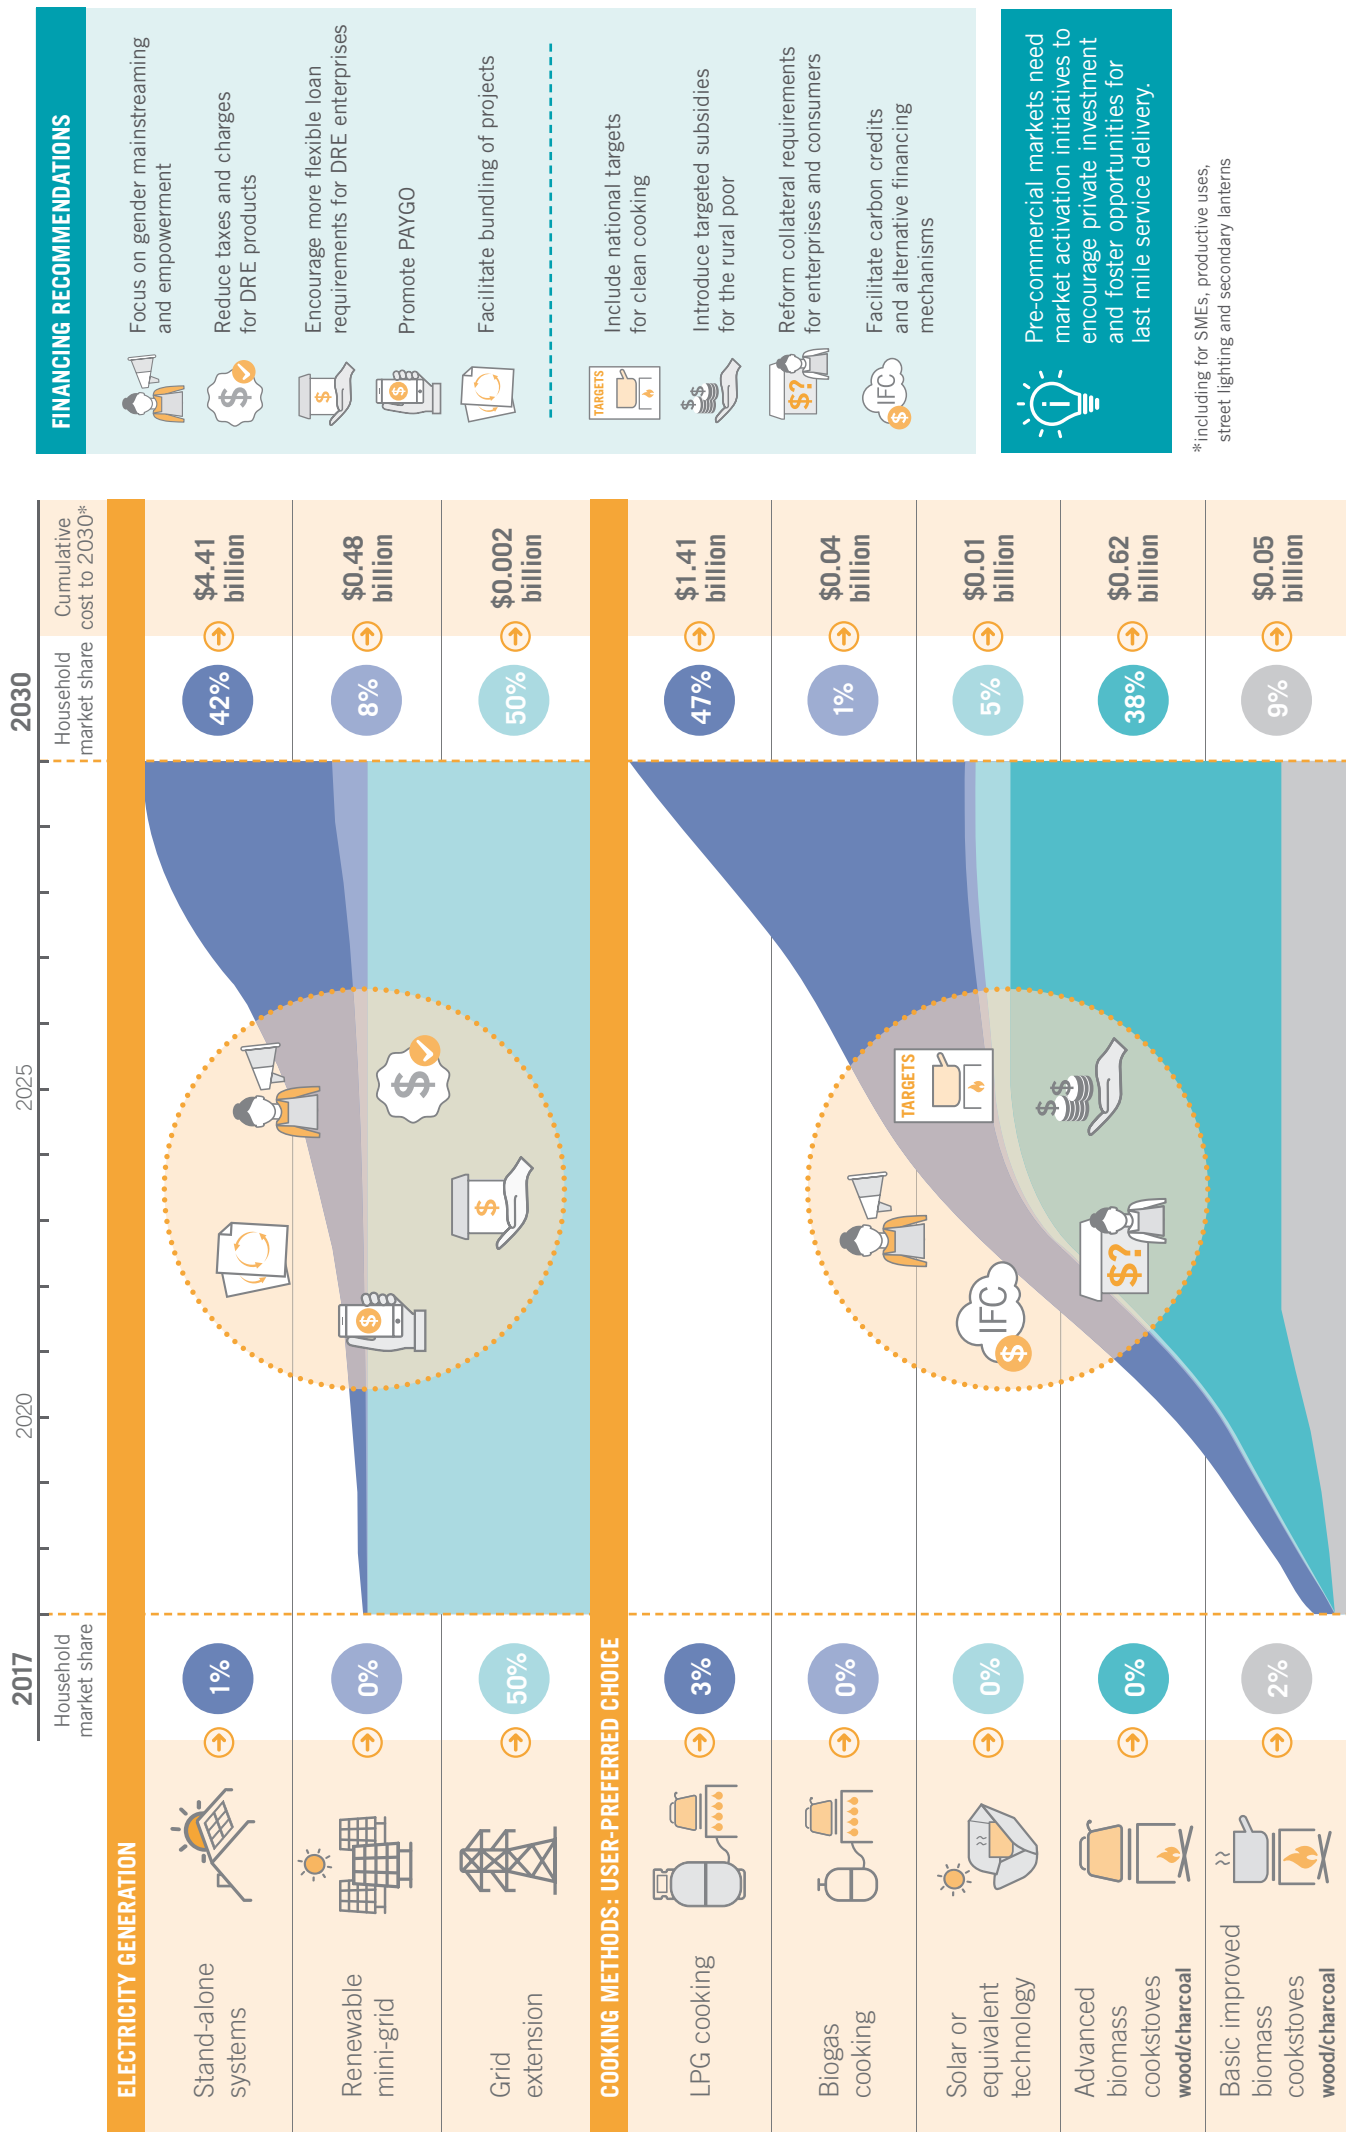 2017
2020
2025
2030
Household
market share
Household
market share
Cumulative
cost to 2030*
ELECTRICITY GENERATION
Stand-alone
systems
1%
42%
$4.41
billion
Renewable
mini-grid
0%
8%
$0.48
billion
Grid
extension
50%
50%
$0.002
billion
$
$
$
COOKING METHODS: USER-PREFERRED CHOICE
LPG cooking
3%
47%
$1.41
billion
Biogas
cooking
0%
1%
$0.04
billion
Solar or
equivalent
technology
0%
5%
$0.01
billion
Advanced
biomass
cookstoves
wood/charcoal
0%
38%
$0.62
billion
Basic improved
biomass
cookstoves
wood/charcoal
2%
9%
$0.05
billion
TARGETS
IFC
$
$?
$ $
FINANCING RECOMMENDATIONS
Focus on gender mainstreaming
and empowerment
$
Reduce taxes and charges
for DRE products
$
Encourage more flexible loan
requirements for DRE enterprises
$
Promote PAYGO
Facilitate bundling of projects
TARGETS
Include national targets
for clean cooking
$ $
Introduce targeted subsidies
for the rural poor
$?
Reform collateral requirements
for enterprises and consumers
IFC
$
Facilitate carbon credits
and alternative financing
mechanisms
i
Pre-commercial markets need
market activation initiatives to
encourage private investment
and foster opportunities for
last mile service delivery.
*including for SMEs, productive uses,
street lighting and secondary lanterns